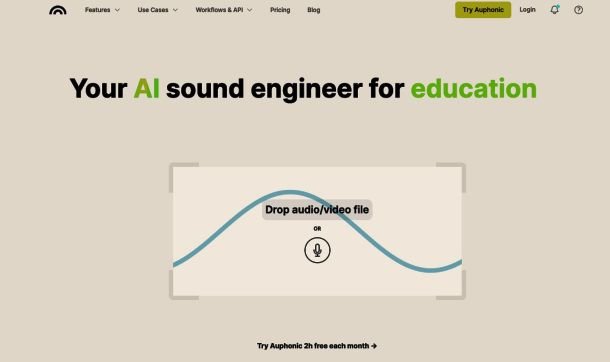 Features Use Cases Workflows & API Pricing Blog Try Auphonic Login
Your AI sound engineer for education
Drop audio/video file
OR
Try Auphonic 2h free each month →